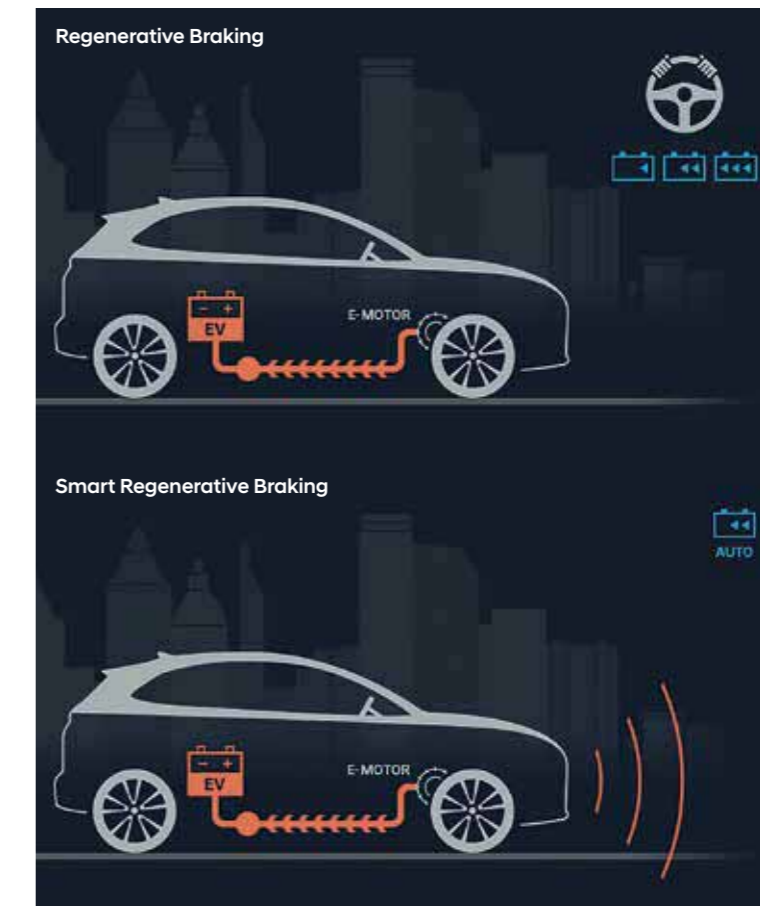 Regenerative Braking
E-MOTOR
- +
EV
Smart Regenerative Braking
AUTO
E-MOTOR
- +
EV